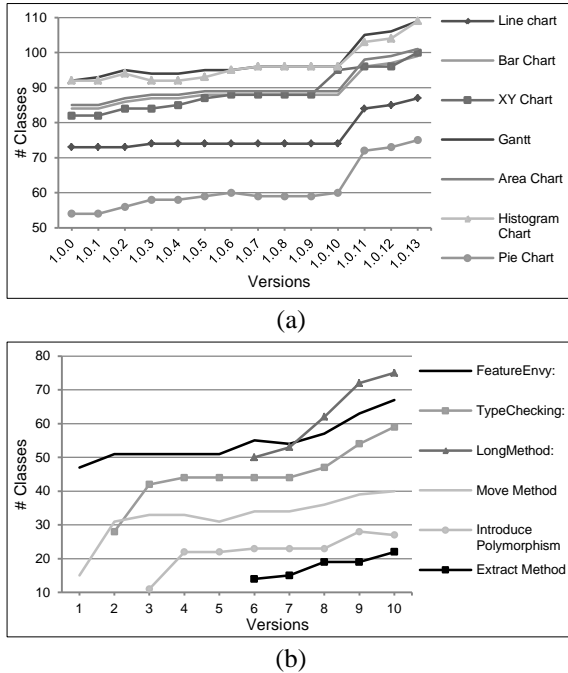 110
100
90
80
70
60
50
# Classes
1.0.0
1.0.1
1.0.2
1.0.3
1.0.4
1.0.5
1.0.6
1.0.7
1.0.8
1.0.9
1.0.10
1.0.11
1.0.12
1.0.13
Versions
Line chart
Bar Chart
XY Chart
Gantt
Area Chart
Histogram
Chart
Pie Chart
(a)
80
70
60
50
40
30
20
10
# Classes
1 2 3 4 5 6 7 8 9 10
Versions
FeatureEnvy:
TypeChecking:
LongMethod:
Move Method
Introduce
Polymorphism
Extract Method
(b)